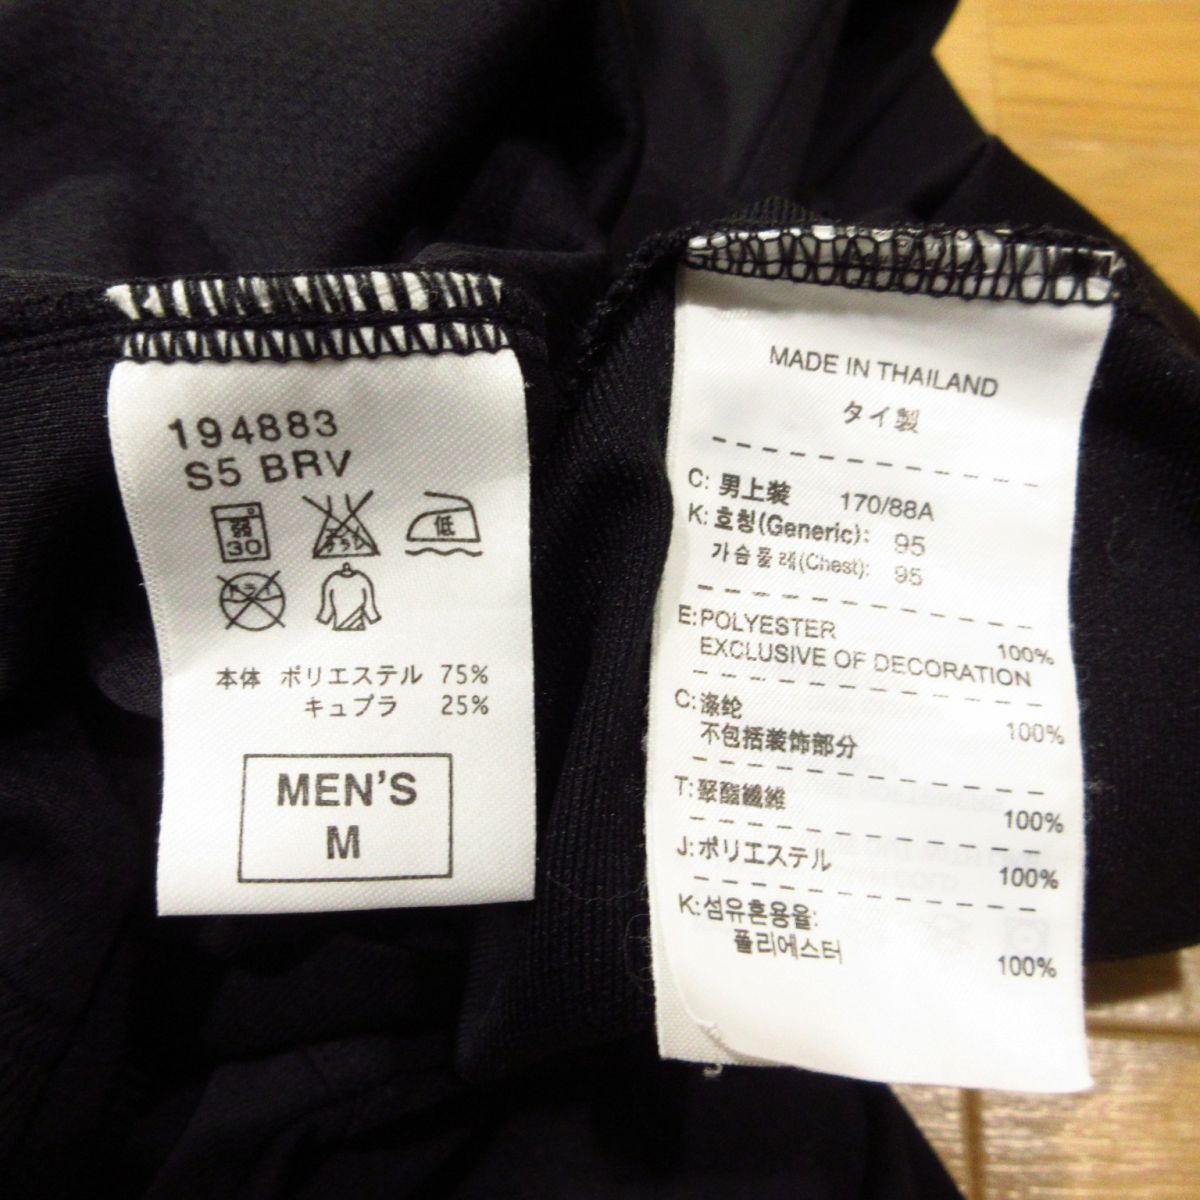 194883
S5 BRV
弱
30
低
本体 ポリエステル 75%
キュプラ 25%
MEN'S
M
MADE IN THAILAND
タイ製
C: 男上装 170/88A
K: 호칭(Generic): 95
가슴둘레(Chest): 95
E: POLYESTER 100%
EXCLUSIVE OF DECORATION
C: 涤纶 100%
不包括装饰部分
T: 聚酯纖維 100%
J: ポリエステル 100%
K: 섬유혼용율:
폴리에스터 100%